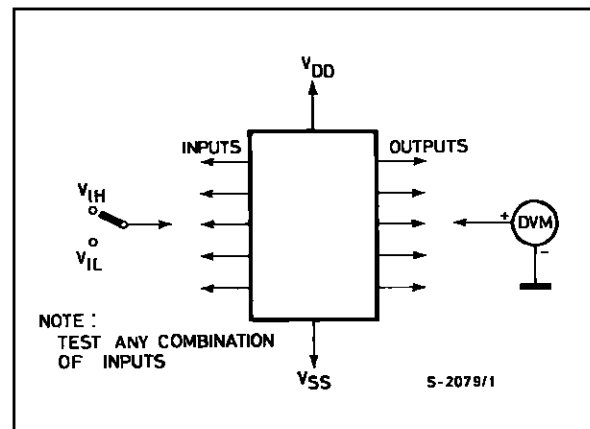 VDD
INPUTS
OUTPUTS
VIH
VIL
+
DVM
-
NOTE :
TEST ANY COMBINATION
OF INPUTS
VSS
S-2079/1